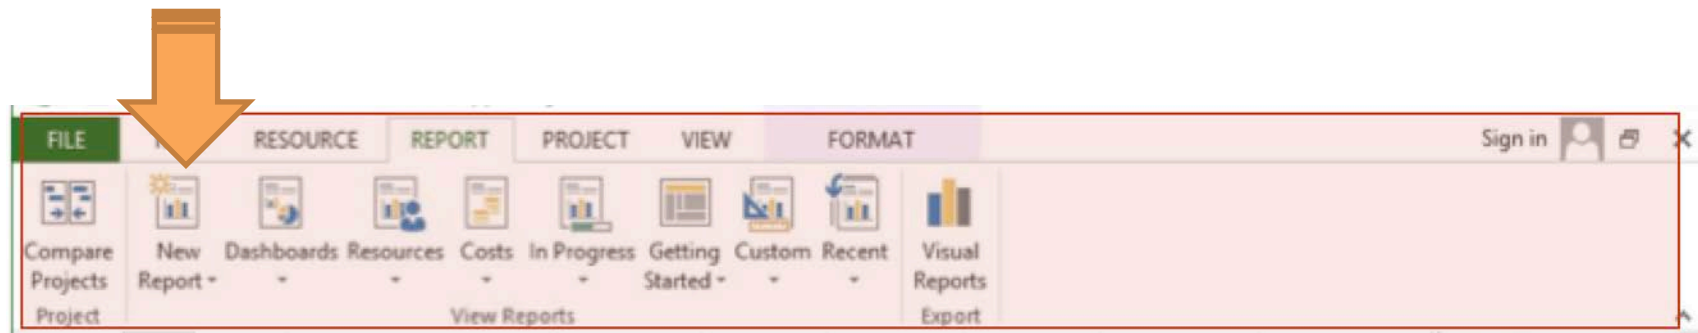 FILE RESOURCE REPORT PROJECT VIEW FORMAT Sign in
Compare New Dashboards Resources Costs In Progress Getting Custom Recent Visual
Projects Report Started Reports
Project View Reports Export